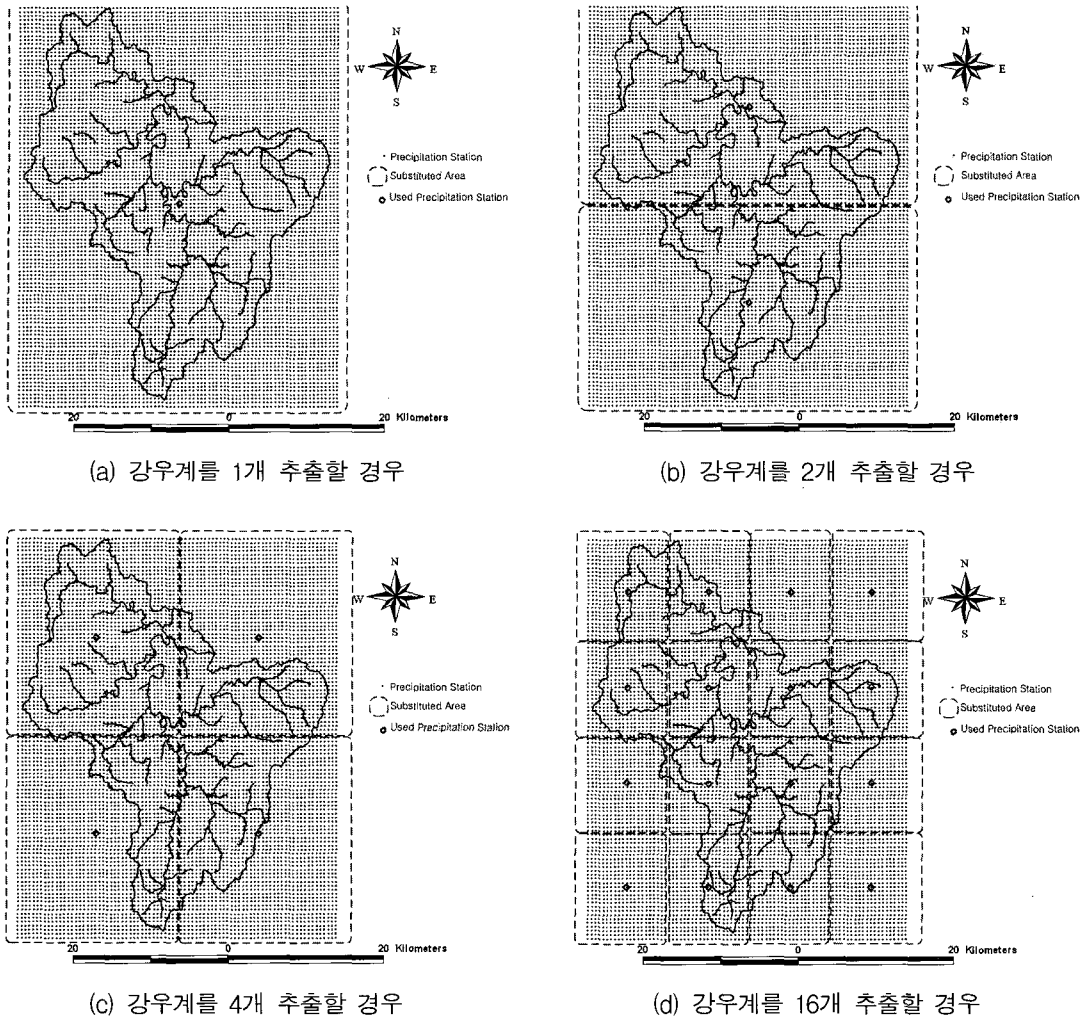 N
W E
S
Precipitation Station
Substituted Area
Used Precipitation Station
20 0 20 Kilometers
(a) 강우계를 1개 추출할 경우
N
W E
S
Precipitation Station
Substituted Area
Used Precipitation Station
20 0 20 Kilometers
(b) 강우계를 2개 추출할 경우
N
W E
S
Precipitation Station
Substituted Area
Used Precipitation Station
20 0 20 Kilometers
(c) 강우계를 4개 추출할 경우
N
W E
S
Precipitation Station
Substituted Area
Used Precipitation Station
20 0 20 Kilometers
(d) 강우계를 16개 추출할 경우